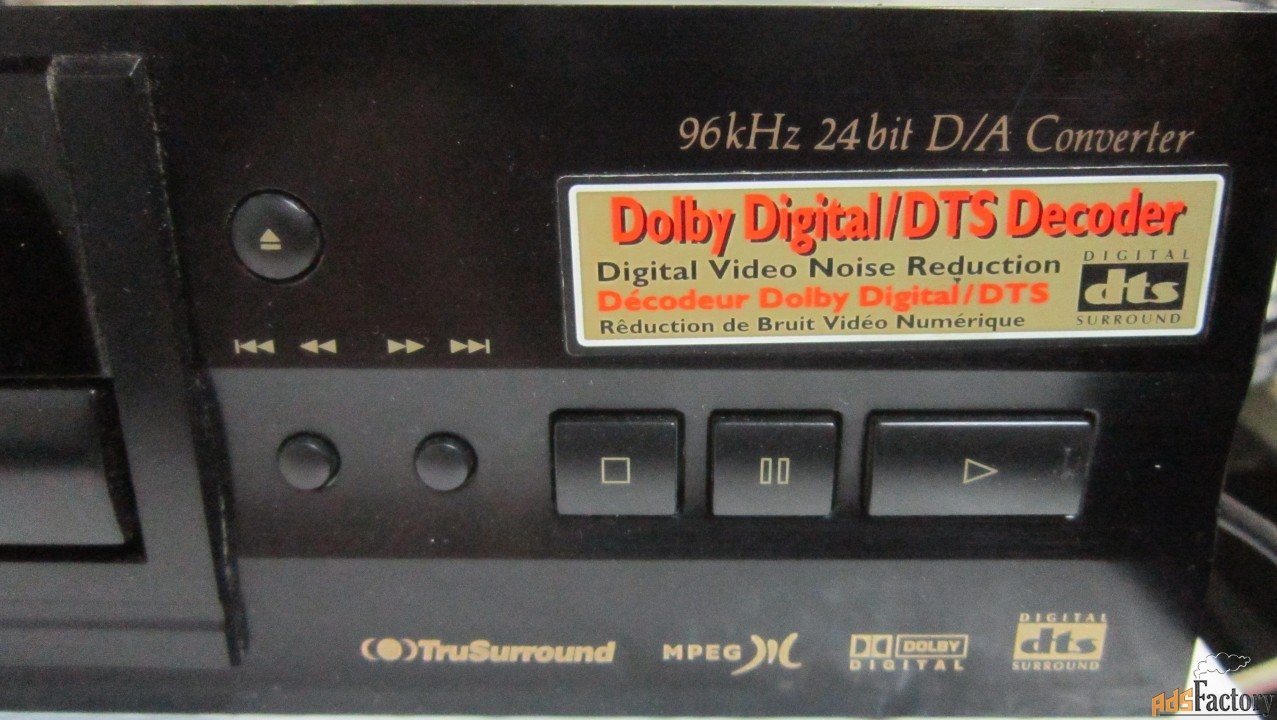 96kHz 24bit D/A Converter
Dolby Digital/DTS Decoder
Digital Video Noise Reduction
Décodeur Dolby Digital/DTS
Rêduction de Bruit Vidéo Numérique
DIGITAL
dts
SURROUND
TruSurround
MPEG
DOLBY
DIGITAL
DIGITAL
dts
SURROUND
AdsFactory